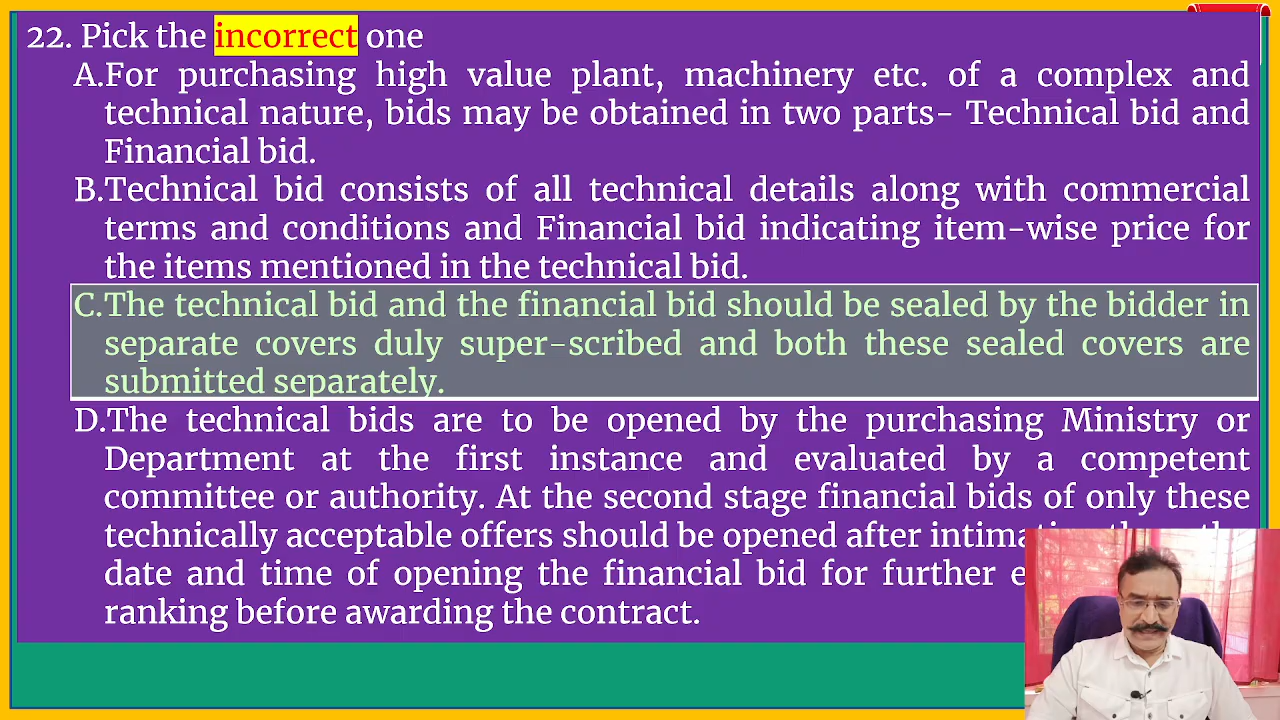 22. Pick the incorrect one
A.For purchasing high value plant, machinery etc. of a complex and
technical nature, bids may be obtained in two parts- Technical bid and
Financial bid.
B.Technical bid consists of all technical details along with commercial
terms and conditions and Financial bid indicating item-wise price for
the items mentioned in the technical bid.
C.The technical bid and the financial bid should be sealed by the bidder in
separate covers duly super-scribed and both these sealed covers are
submitted separately.
D.The technical bids are to be opened by the purchasing Ministry or
Department at the first instance and evaluated by a competent
committee or authority. At the second stage financial bids of only these
technically acceptable offers should be opened after
date and time of opening the financial bid for further
ranking before awarding the contract.